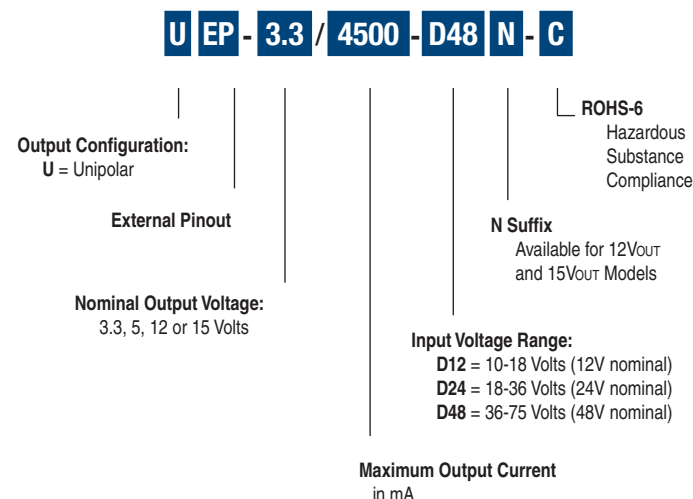 U EP - 3.3 / 4500 - D48 N - C
ROHS-6
Hazardous
Substance
Compliance
Output Configuration:
U = Unipolar
External Pinout
N Suffix
Available for 12VOUT
and 15VOUT Models
Nominal Output Voltage:
3.3, 5, 12 or 15 Volts
Input Voltage Range:
D12 = 10-18 Volts (12V nominal)
D24 = 18-36 Volts (24V nominal)
D48 = 36-75 Volts (48V nominal)
Maximum Output Current
in mA